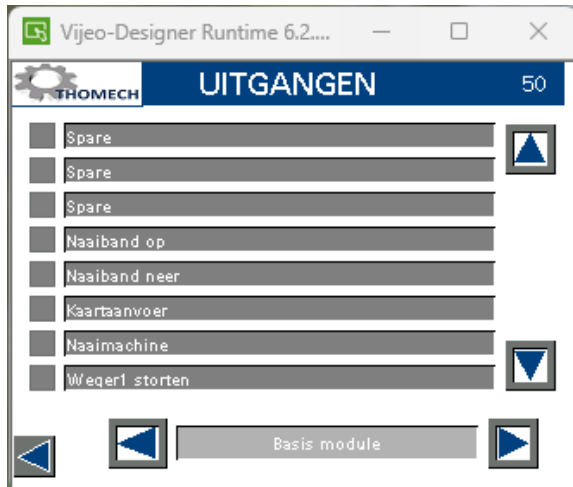 Vijeo-Designer Runtime 6.2....
THOMECH
UITGANGEN
50
Spare
Spare
Spare
Naaiband op
Naaiband neer
Kaartaanvoer
Naaimachine
Weger1 storten
Basis module